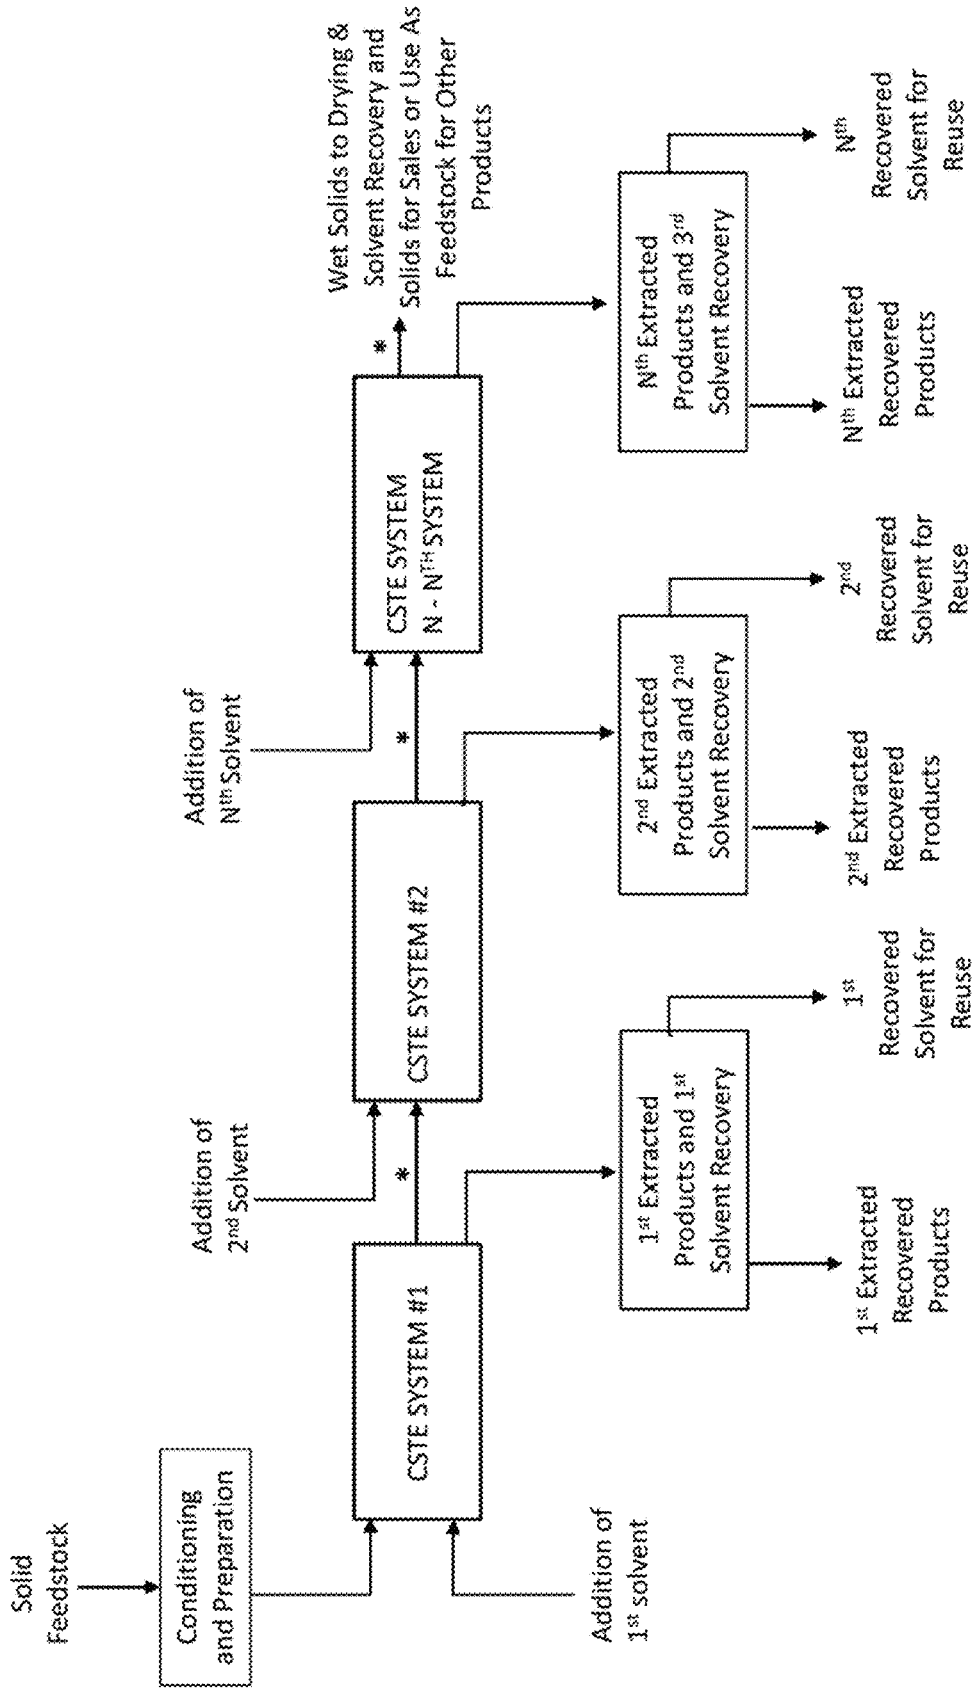 Solid
Feedstock
Conditioning
and Preparation
Addition of
1st solvent
CSTE SYSTEM #1
Addition of
2nd Solvent
*
CSTE SYSTEM #2
Addition of
Nth Solvent
*
CSTE SYSTEM
N - NTH SYSTEM
*
Wet Solids to Drying &
Solvent Recovery and
Solids for Sales or Use As
Feedstock for Other
Products
1st Extracted
Products and 1st
Solvent Recovery
1st Extracted
Recovered
Products
1st
Recovered
Solvent for
Reuse
2nd Extracted
Products and 2nd
Solvent Recovery
2nd Extracted
Recovered
Products
2nd
Recovered
Solvent for
Reuse
Nth Extracted
Products and 3rd
Solvent Recovery
Nth Extracted
Recovered
Products
Nth
Recovered
Solvent for
Reuse